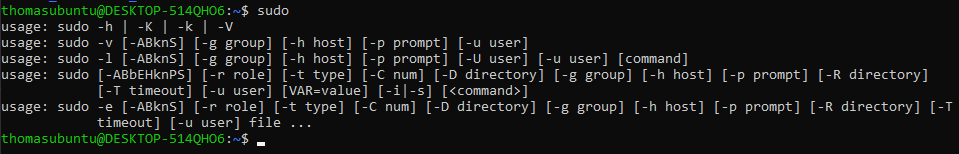 thomasubuntu@DESKTOP-514QHO6:~$ sudo
usage: sudo -h | -K | -k | -V
usage: sudo -v [-ABknS] [-g group] [-h host] [-p prompt] [-u user]
usage: sudo -l [-ABknS] [-g group] [-h host] [-p prompt] [-U user] [-u user] [command]
usage: sudo [-ABbEHknPS] [-r role] [-t type] [-C num] [-D directory] [-g group] [-h host] [-p prompt] [-R directory]
[-T timeout] [-u user] [VAR=value] [-i|-s] [<command>]
usage: sudo -e [-ABknS] [-r role] [-t type] [-C num] [-D directory] [-g group] [-h host] [-p prompt] [-R directory] [-T
timeout] [-u user] file ...
thomasubuntu@DESKTOP-514QHO6:~$